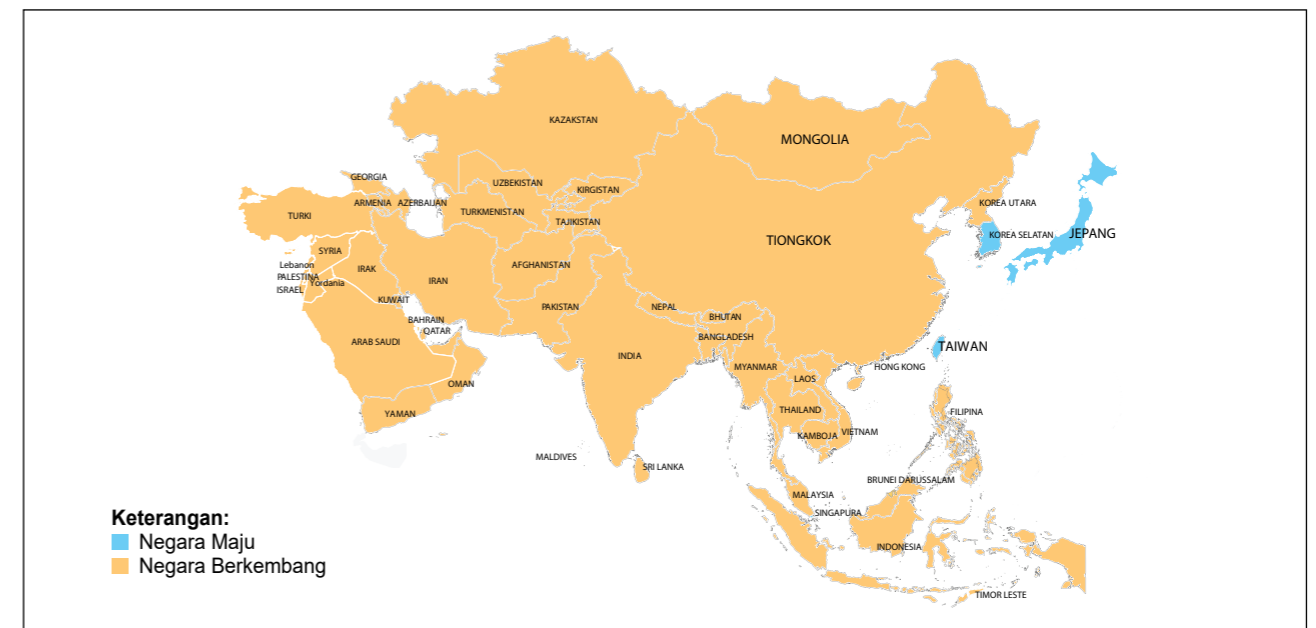 KAZAKSTAN
MONGOLIA
GEORGIA
UZBEKISTAN
KIRGISTAN
ARMENIA
AZERBAIJAN
TURKMENISTAN
KOREA UTARA
TURKI
TAJIKISTAN
KOREA SELATAN
JEPANG
TIONGKOK
SYRIA
Lebanon
IRAK
AFGHANISTAN
PALESTINA
Yordania
IRAN
ISRAEL
KUWAIT
PAKISTAN
NEPAL
BHUTAN
BAHRAIN
QATAR
BANGLADESH
ARAB SAUDI
TAIWAN
INDIA
MYANMAR
HONG KONG
LAOS
OMAN
THAILAND
YAMAN
FILIPINA
KAMBOJA
VIETNAM
MALDIVES
SRI LANKA
BRUNEI DARUSSALAM
MALAYSIA
SINGAPURA
INDONESIA
TIMOR LESTE
Keterangan:
Negara Maju
Negara Berkembang